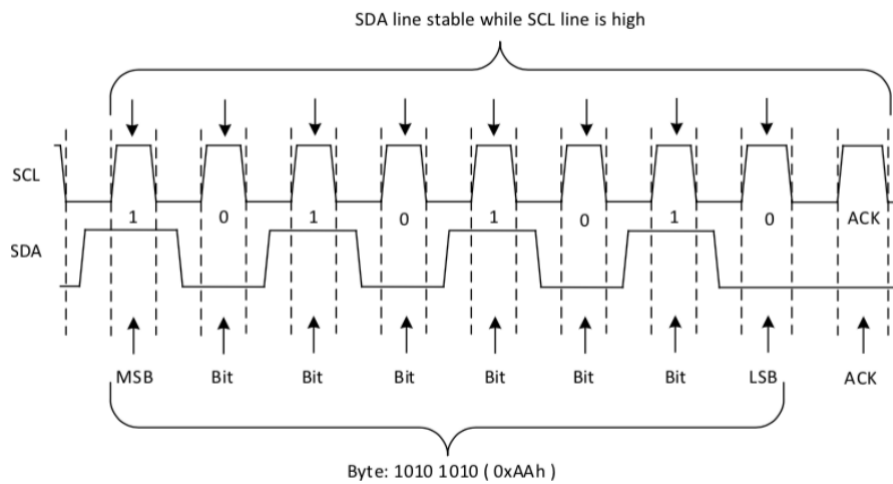 SDA line stable while SCL line is high
SCL
1 0 1 0 1 0 1 0 ACK
SDA
MSB Bit Bit Bit Bit Bit Bit LSB ACK
Byte: 1010 1010 ( 0xAAh )